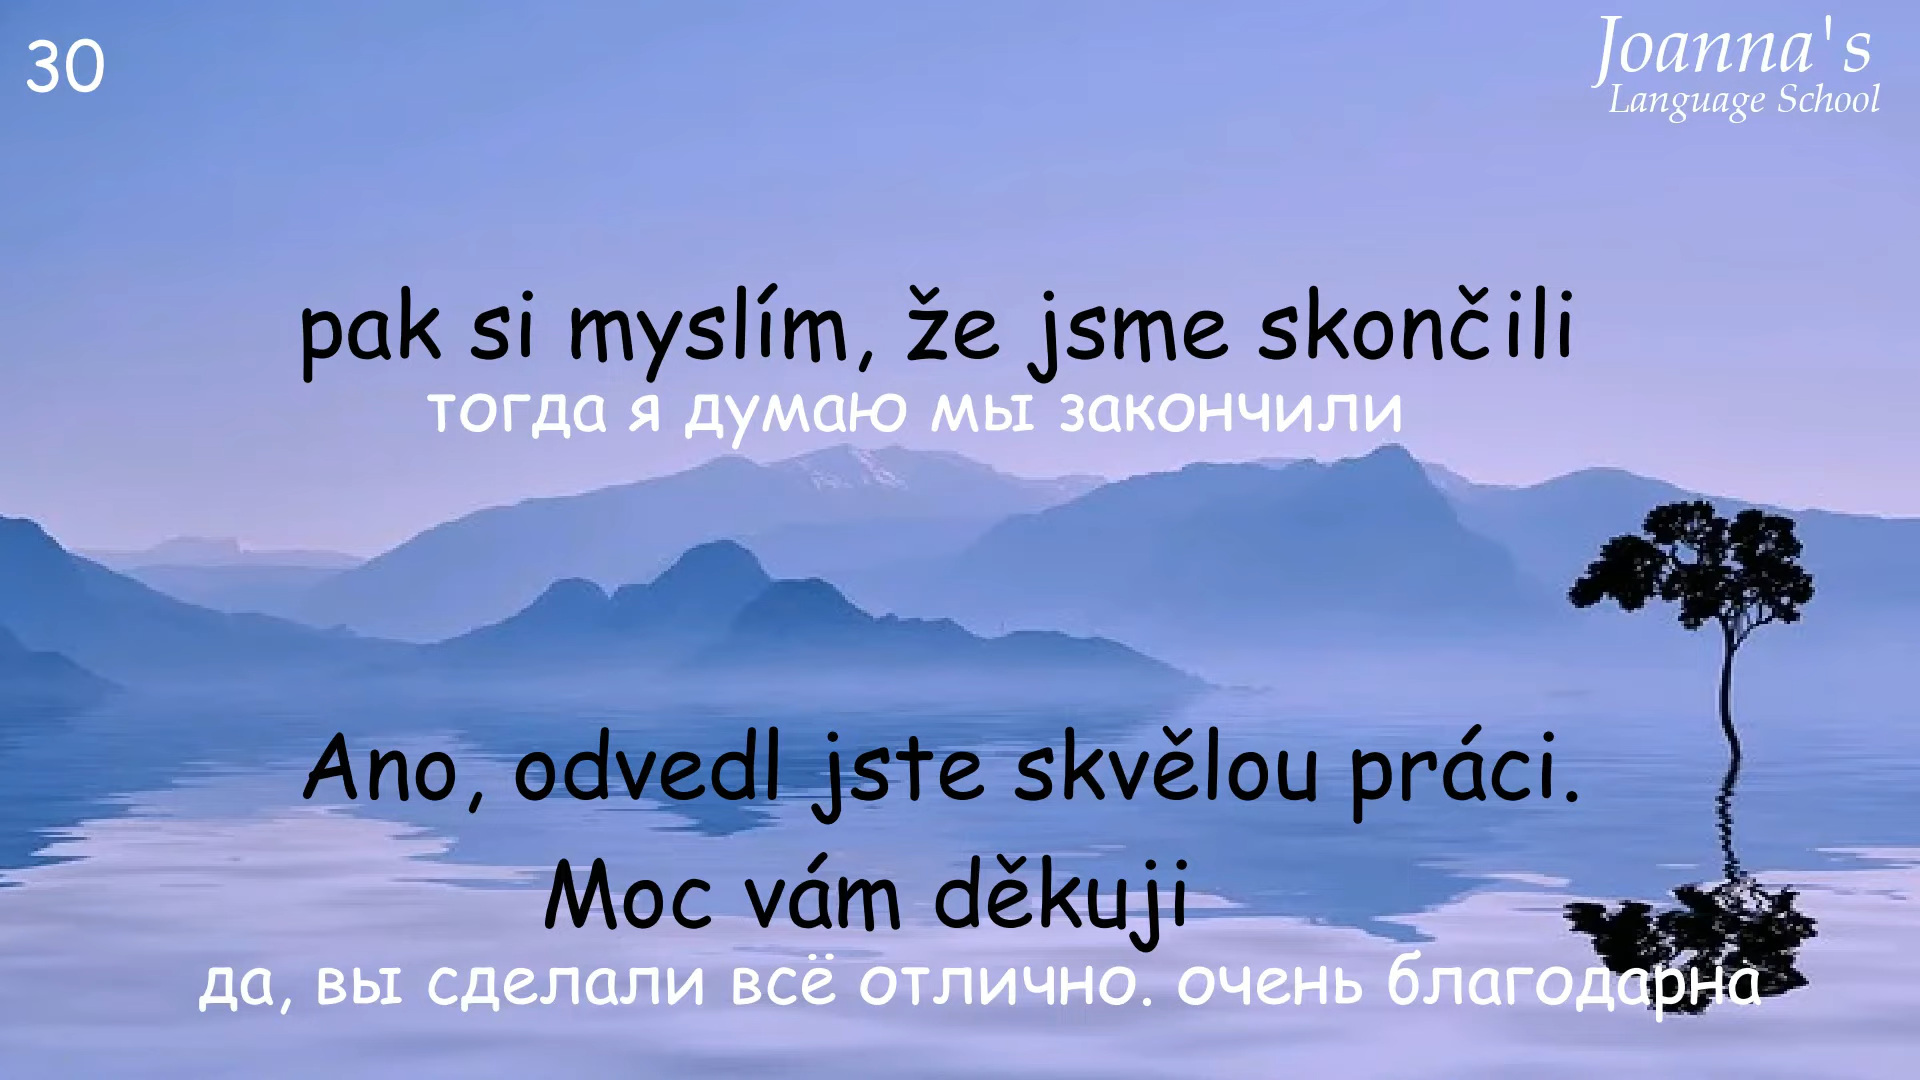 30
Joanna's
Language School
pak si myslím, že jsme skončili
тогда я думаю мы закончили
Ano, odvedl jste skvělou práci.
Moc vám děkuji
да, вы сделали всё отлично. очень благодарна